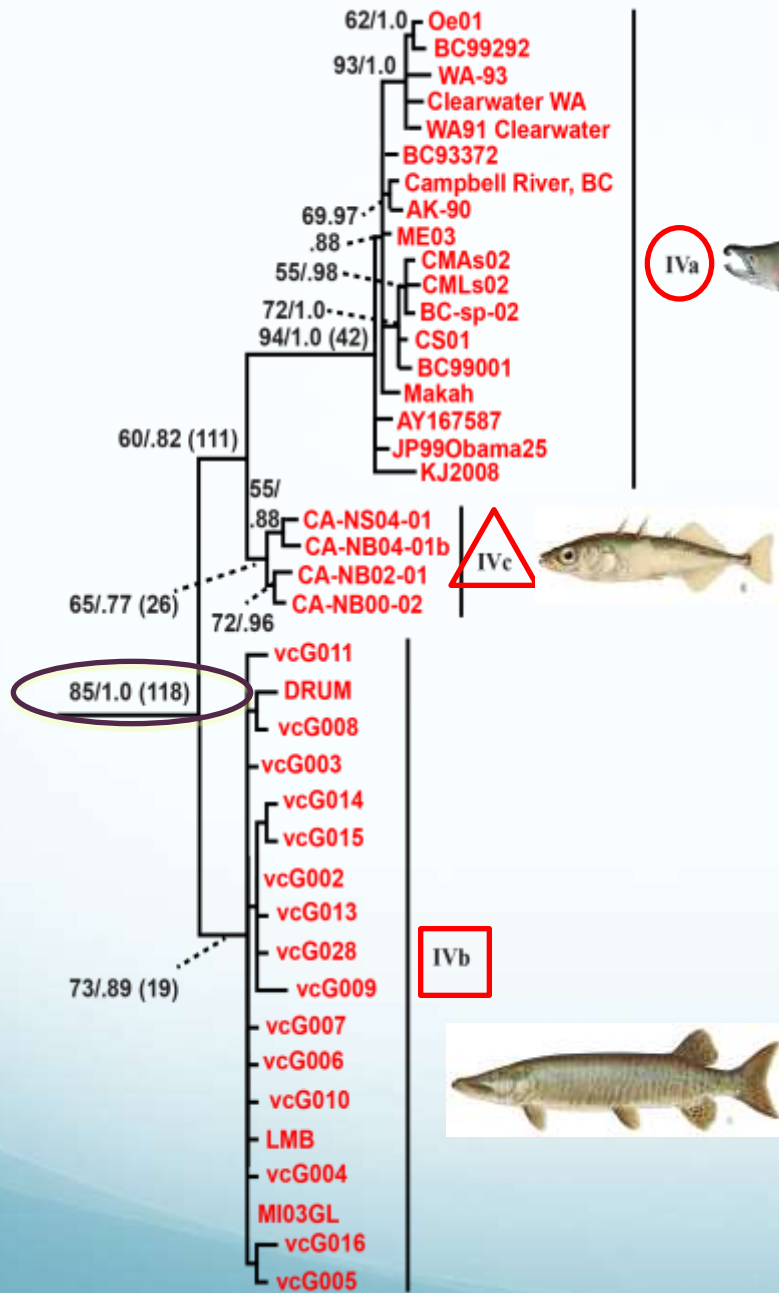 62/1.0
Oe01
BC99292
93/1.0
WA-93
Clearwater WA
WA91 Clearwater
BC93372
Campbell River, BC
69.97
AK-90
.88
ME03
CMAs02
IVa
55/.98
CMLs02
72/1.0
BC-sp-02
94/1.0 (42)
CS01
BC99001
Makah
AY167587
60/.82 (111)
JP99Obama25
KJ2008
55/
.88
CA-NS04-01
CA-NB04-01b
IVc
CA-NB02-01
65/.77 (26)
CA-NB00-02
72/.96
vcG011
85/1.0 (118)
DRUM
vcG008
vcG003
vcG014
vcG015
vcG002
vcG013
vcG028
IVb
73/.89 (19)
vcG009
vcG007
vcG006
vcG010
LMB
vcG004
MI03GL
vcG016
vcG005